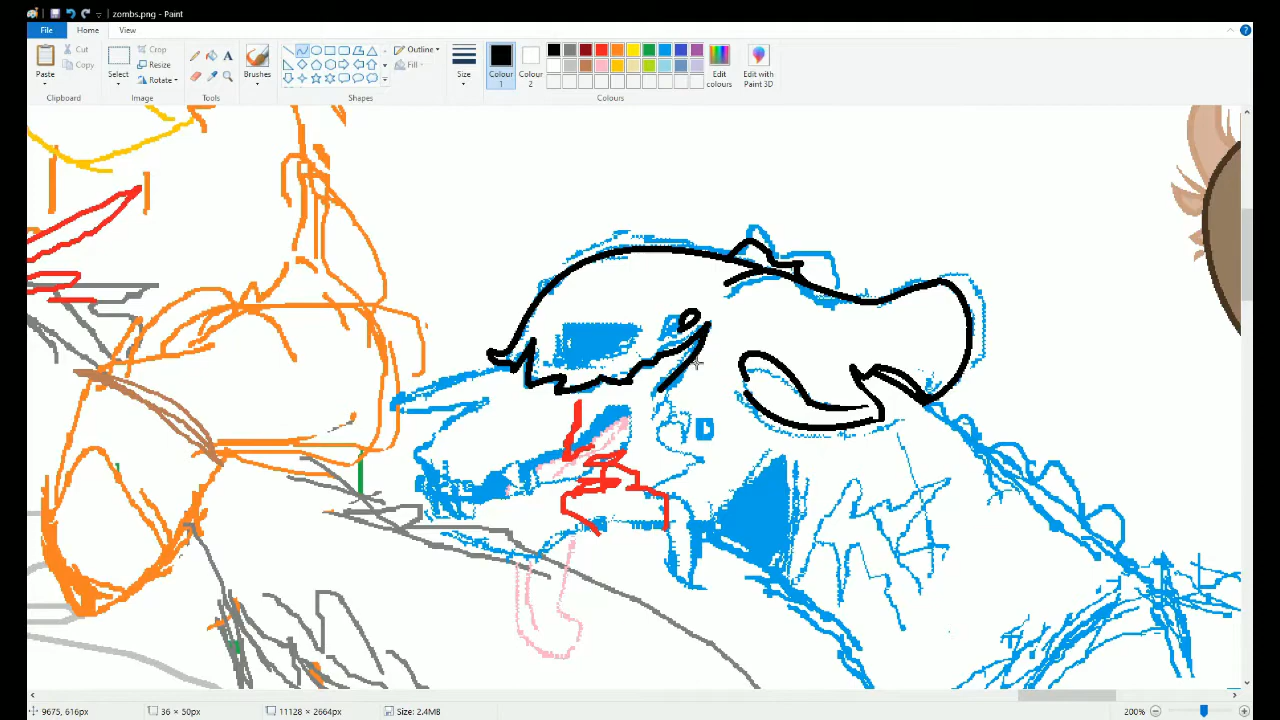 zombs.png - Paint
File Home View
Paste Cut Copy Select Crop Resize Rotate A Brushes Outline Fill Size Colour 1 Colour 2 Edit colours Edit with Paint 3D
Clipboard Image Tools Shapes Colours
D
9675, 616px 36 × 50px 11128 × 2664px Size: 2.4MB 200%